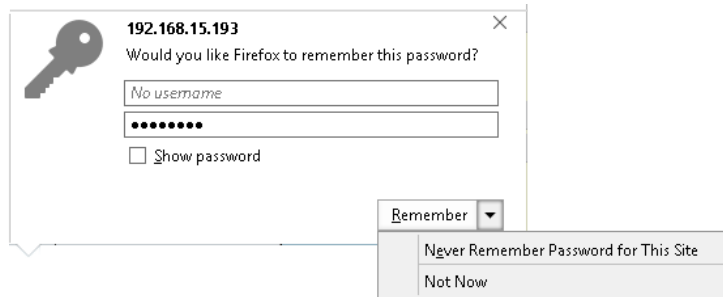 192.168.15.193
Would you like Firefox to remember this password?
No username
●●●●●●●●
Show password
Remember
Never Remember Password for This Site
Not Now